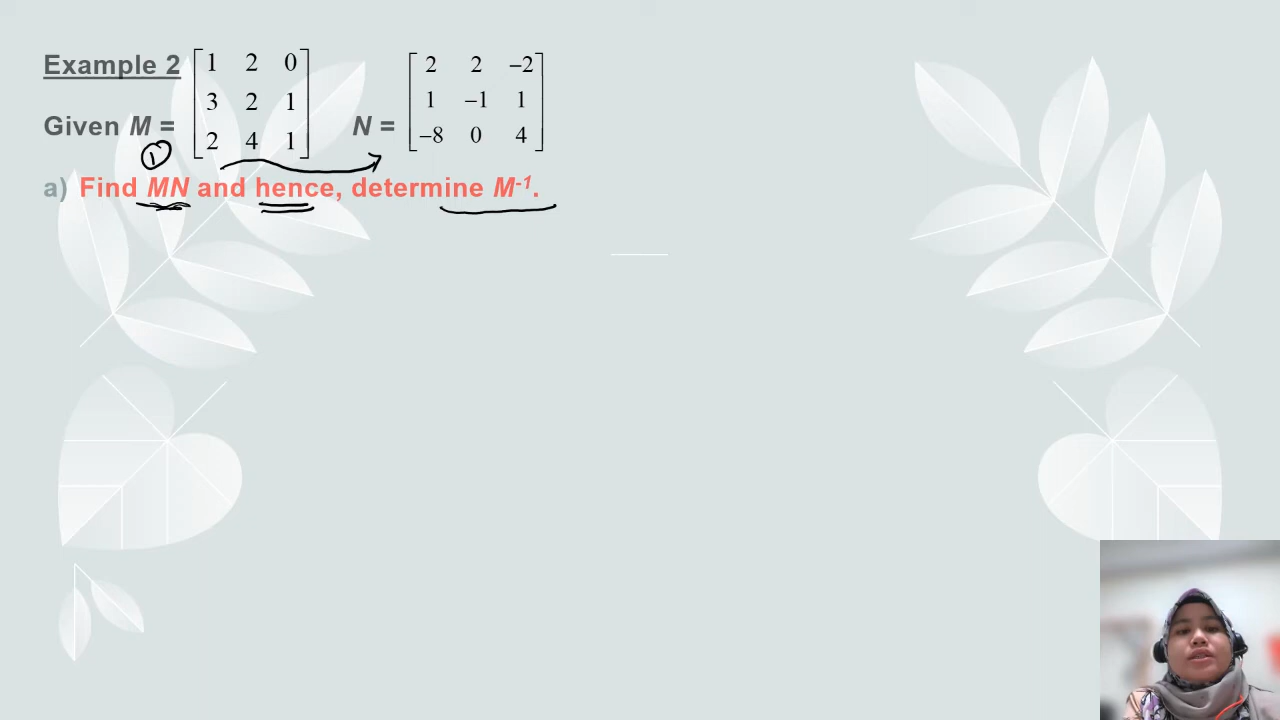 Example 2
Given M = [1 2 0; 3 2 1; 2 4 1] N = [2 2 −2; 1 −1 1; −8 0 4]
1
a) Find MN and hence, determine M⁻¹.